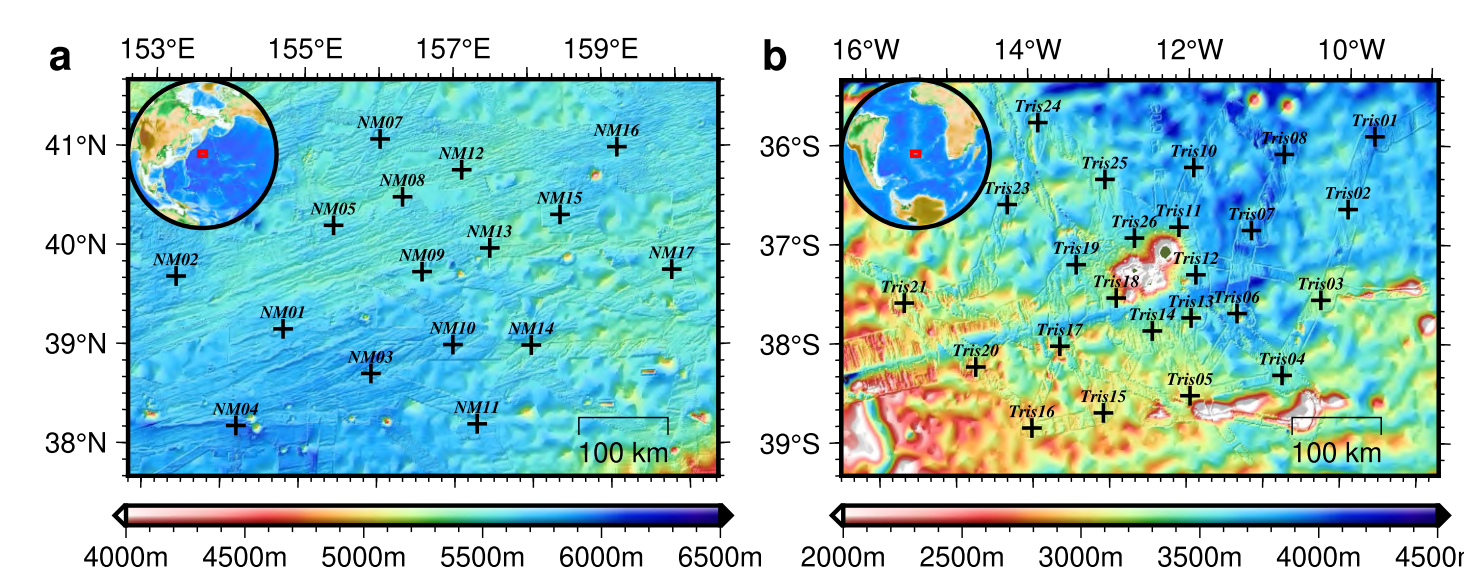 a
153°E 155°E 157°E 159°E
41°N
40°N
39°N
38°N
NM07
NM16
NM12
NM08
NM15
NM05
NM13
NM02
NM09
NM17
NM01
NM10
NM14
NM03
NM04
NM11
100 km
4000m 4500m 5000m 5500m 6000m 6500m
b
16°W 14°W 12°W 10°W
36°S
37°S
38°S
39°S
Tris24
Tris01
Tris08
Tris10
Tris25
Tris23
Tris02
Tris11
Tris07
Tris26
Tris19
Tris12
Tris18
Tris21
Tris03
Tris13
Tris06
Tris14
Tris17
Tris20
Tris04
Tris05
Tris15
Tris16
100 km
2000m 2500m 3000m 3500m 4000m 4500m